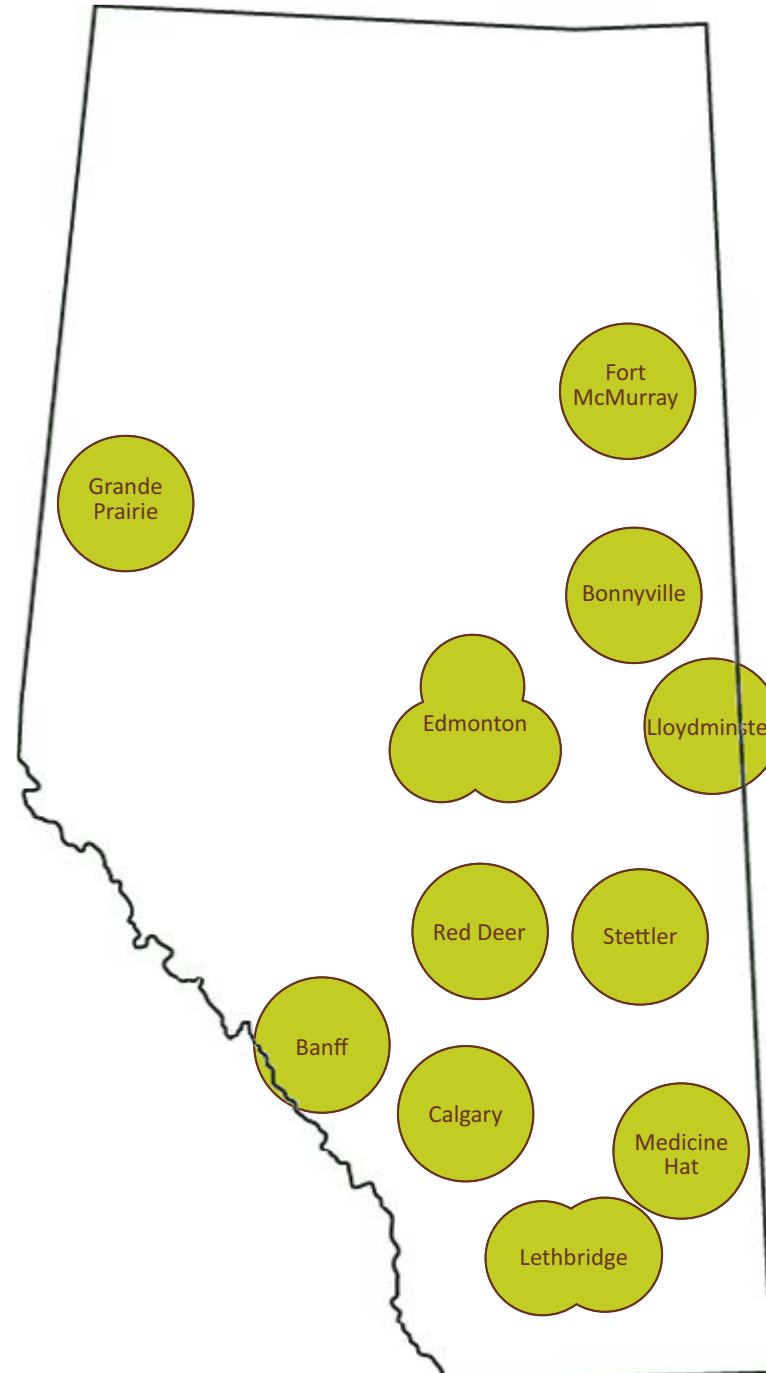 Fort
McMurray
Grande
Prairie
Bonnyville
Edmonton
Lloydminste
Red Deer
Stettler
Banff
Calgary
Medicine
Hat
Lethbridge